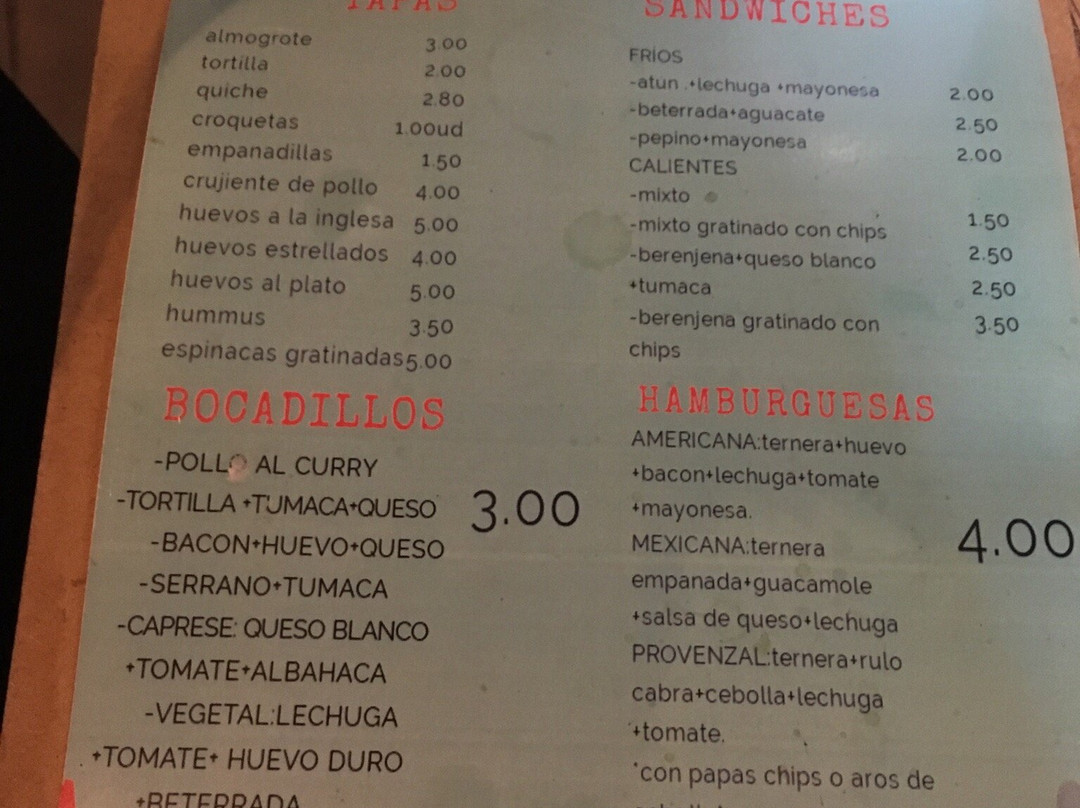 TAPAS
almogrote 3.00
tortilla 2.00
quiche 2.80
croquetas 1.00ud
empanadillas 1.50
crujiente de pollo 4.00
huevos a la inglesa 5.00
huevos estrellados 4.00
huevos al plato 5.00
hummus 3.50
espinacas gratinadas 5.00
BOCADILLOS
-POLLO AL CURRY
-TORTILLA +TUMACA+QUESO 3.00
-BACON+HUEVO+QUESO
-SERRANO+TUMACA
-CAPRESE: QUESO BLANCO
+TOMATE+ALBAHACA
-VEGETAL:LECHUGA
+TOMATE+ HUEVO DURO
+BETERRADA
SANDWICHES
FRIOS
-atun .+lechuga +mayonesa 2.00
-beterrada+aguacate 2.50
-pepino+mayonesa 2.00
CALIENTES
-mixto 1.50
-mixto gratinado con chips 2.50
-berenjena+queso blanco 2.50
+tumaca
-berenjena gratinado con 3.50
chips
HAMBURGUESAS
AMERICANA:ternera+huevo
+bacon+lechuga+tomate
+mayonesa.
MEXICANA:ternera 4.00
empanada+guacamole
+salsa de queso+lechuga
PROVENZAL:ternera+rulo
cabra+cebolla+lechuga
+tomate.
*con papas chips o aros de